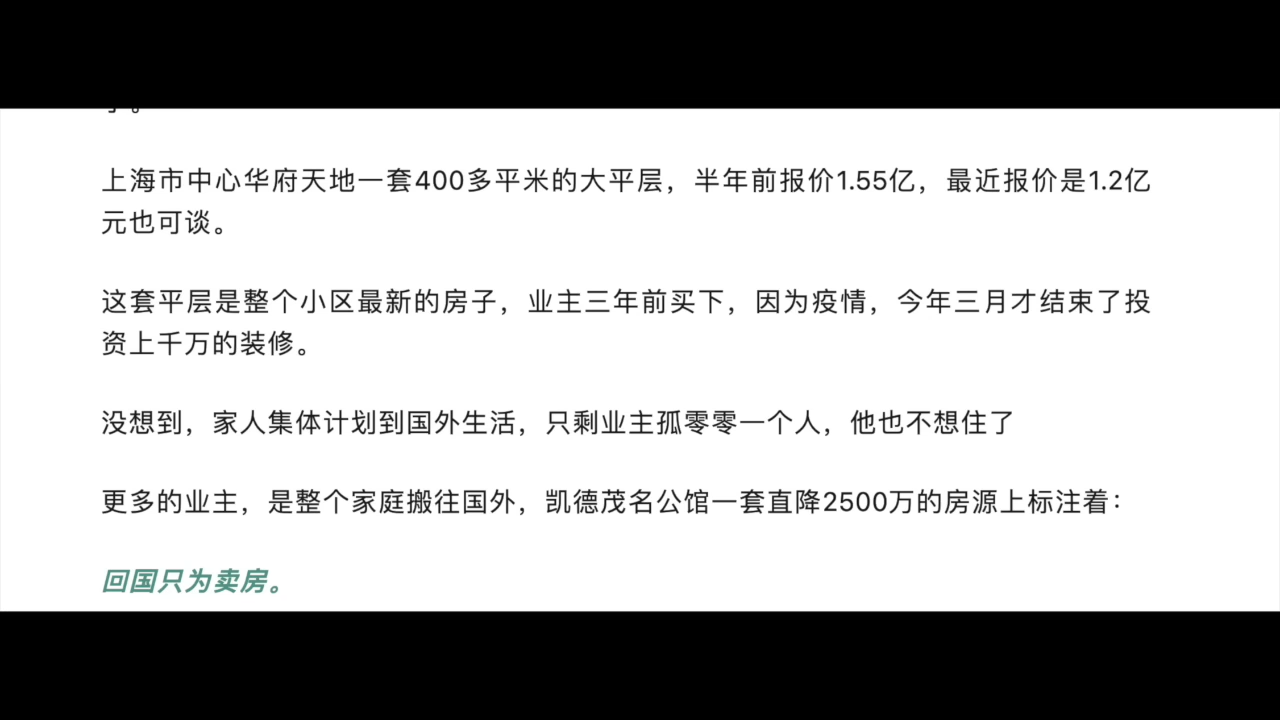 上海市中心华府天地一套400多平米的大平层，半年前报价1.55亿，最近报价是1.2亿
元也可谈。
这套平层是整个小区最新的房子，业主三年前买下，因为疫情，今年三月才结束了投
资上千万的装修。
没想到，家人集体计划到国外生活，只剩业主孤零零一个人，他也不想住了
更多的业主，是整个家庭搬往国外，凯德茂名公馆一套直降2500万的房源上标注着：
回国只为卖房。